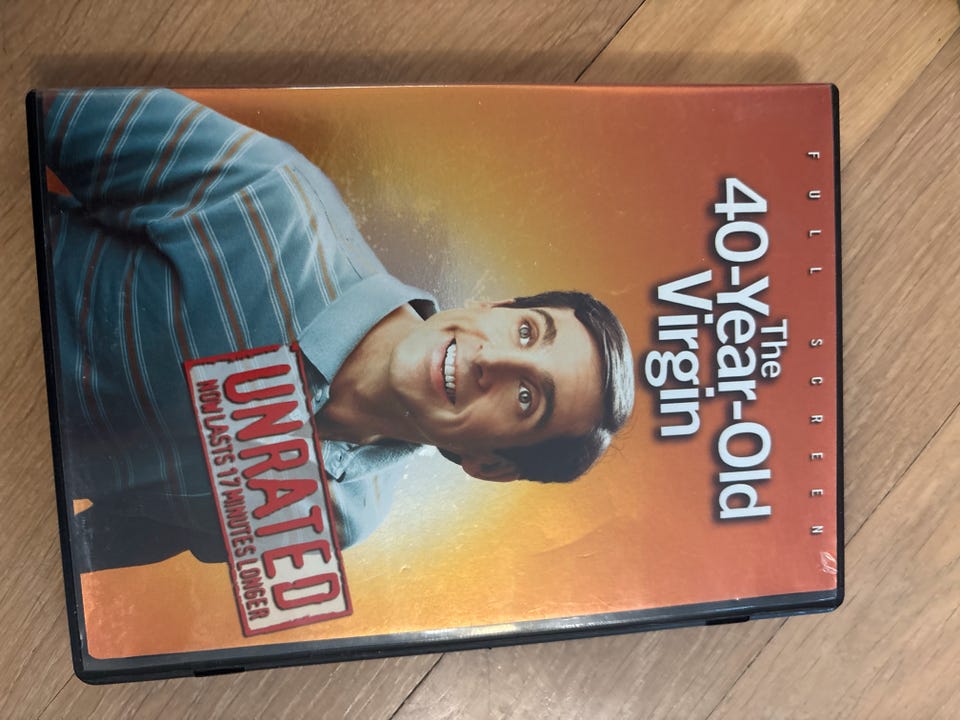 FULL SCREEN
The
40-Year-Old
Virgin
UNRATED
NOW LASTS 17 MINUTES LONGER